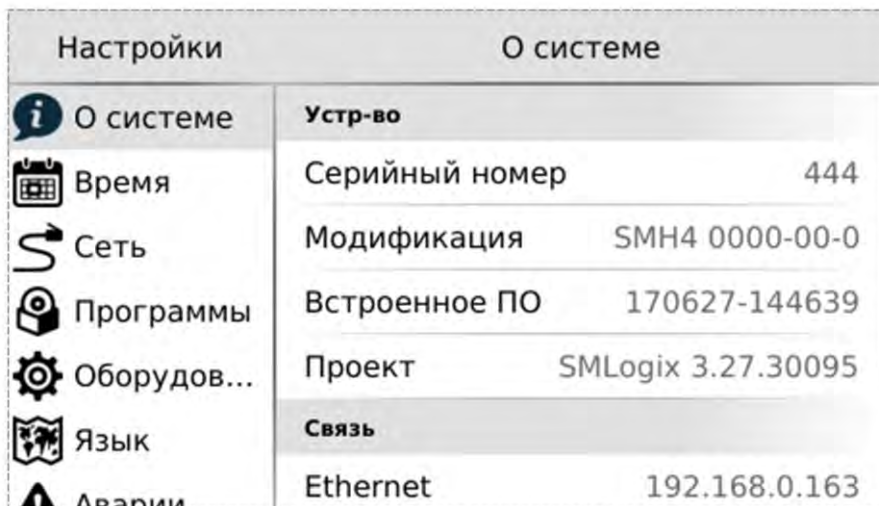 Настройки
О системе
О системе
Время
Сеть
Программы
Оборудов...
Язык
Аварии
Устр-во
Серийный номер 444
Модификация SMH4 0000-00-0
Встроенное ПО 170627-144639
Проект SMLogix 3.27.30095
Связь
Ethernet 192.168.0.163